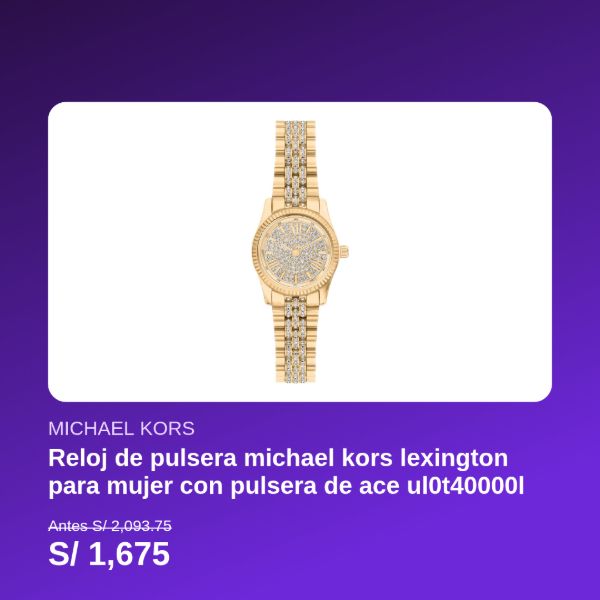 MICHAEL KORS
Reloj de pulsera michael kors lexington
para mujer con pulsera de ace ul0t40000l
Antes S/ 2,093.75
S/ 1,675